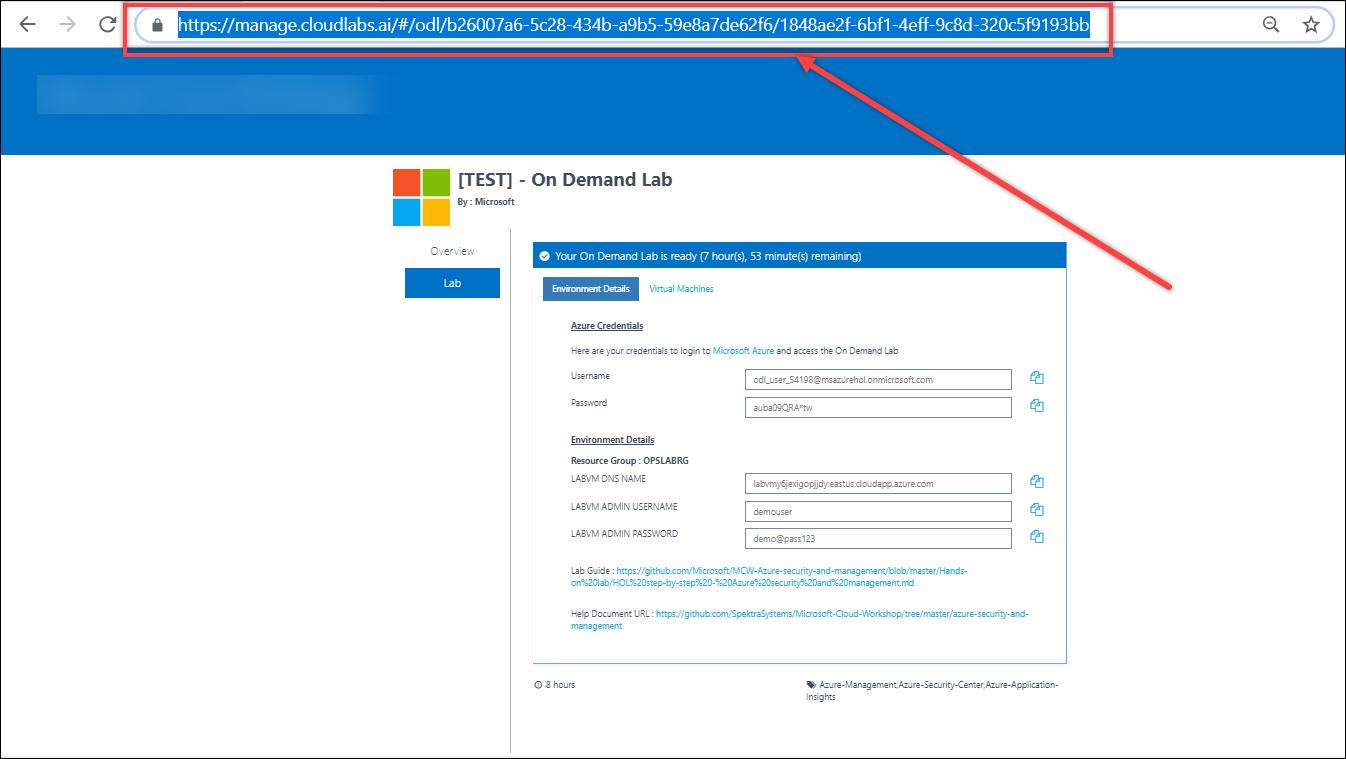 https://manage.cloudlabs.ai/#/odl/b26007a6-5c28-434b-a9b5-59e8a7de62f6/1848ae2f-6bf1-4eff-9c8d-320c5f9193bb
[TEST] - On Demand Lab
By : Microsoft
Overview
Lab
Your On Demand Lab is ready (7 hour(s), 53 minute(s) remaining)
Environment Details
Virtual Machines
Azure Credentials
Here are your credentials to login to Microsoft Azure and access the On Demand Lab
Username
odl_user_54198@msazurehol.onmicrosoft.com
Password
auba09QRA*tw
Environment Details
Resource Group : OPSLABRG
LABVM DNS NAME
labvmy6jexigopjjdy.eastus.cloudapp.azure.com
LABVM ADMIN USERNAME
demouser
LABVM ADMIN PASSWORD
demo@pass123
Lab Guide : https://github.com/Microsoft/MCW-Azure-security-and-management/blob/master/Hands-
on%20lab/HOL%20step-by-step%20-%20Azure%20security%20and%20management.md
Help Document URL : https://github.com/SpektraSystems/Microsoft-Cloud-Workshop/tree/master/azure-security-and-
management
8 hours
Azure-Management,Azure-Security-Center,Azure-Application-
Insights